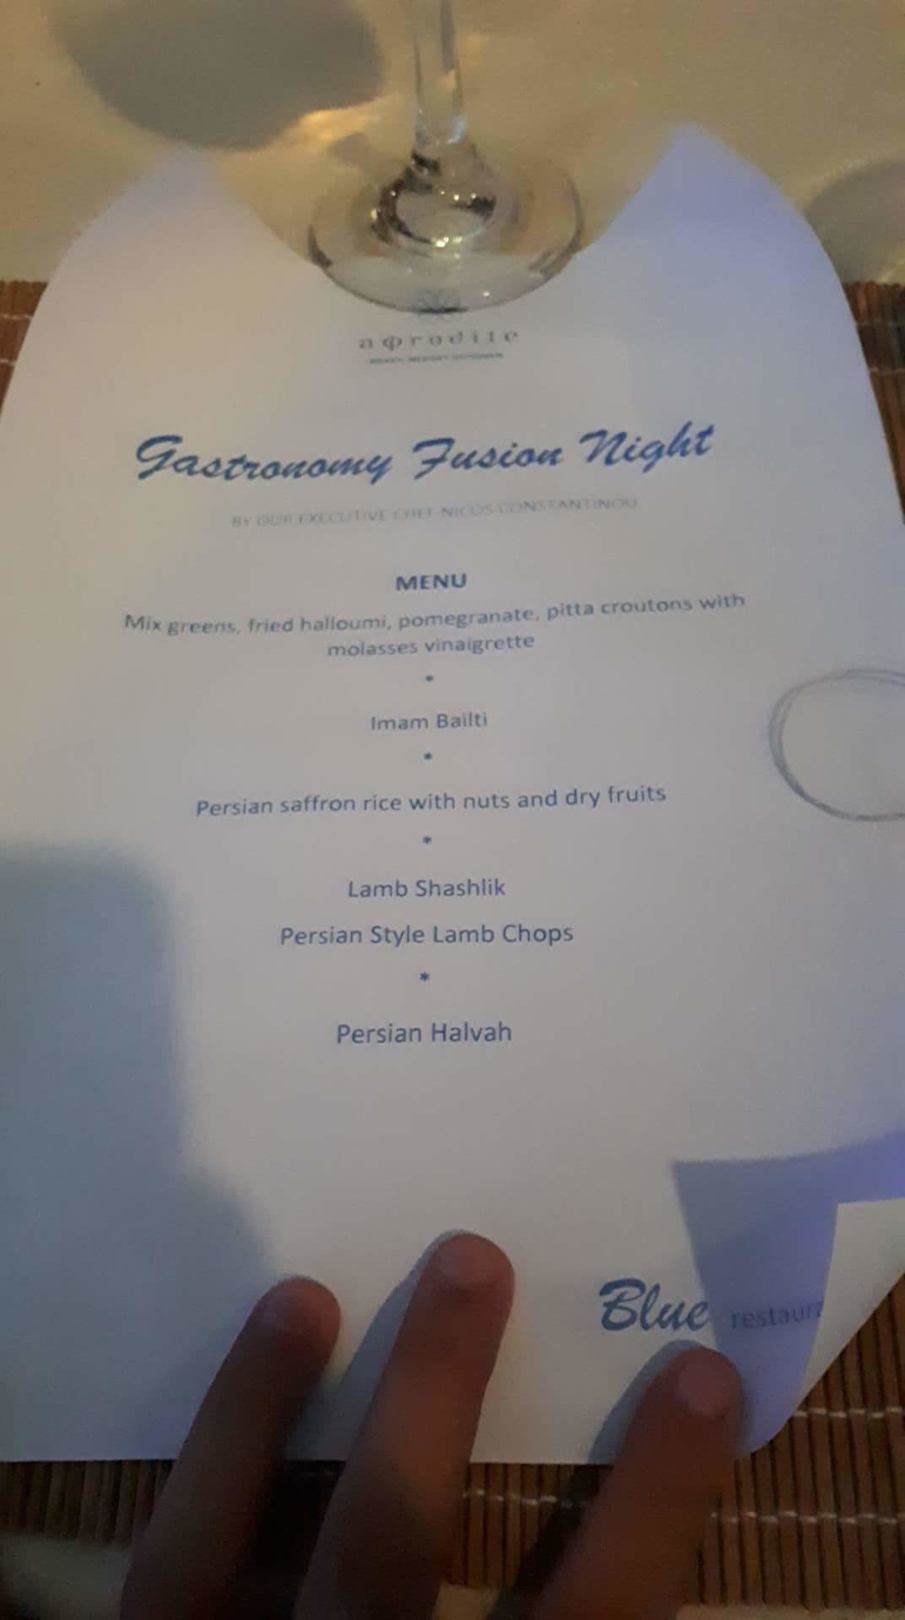 aφrodite
Gastronomy Fusion Night
BY OUR EXECUTIVE CHEF NICOS CONSTANTINOU
MENU
Mix greens, fried halloumi, pomegranate, pitta croutons with
molasses vinaigrette
*
Imam Bailti
*
Persian saffron rice with nuts and dry fruits
*
Lamb Shashlik
Persian Style Lamb Chops
*
Persian Halvah
Blue restaura